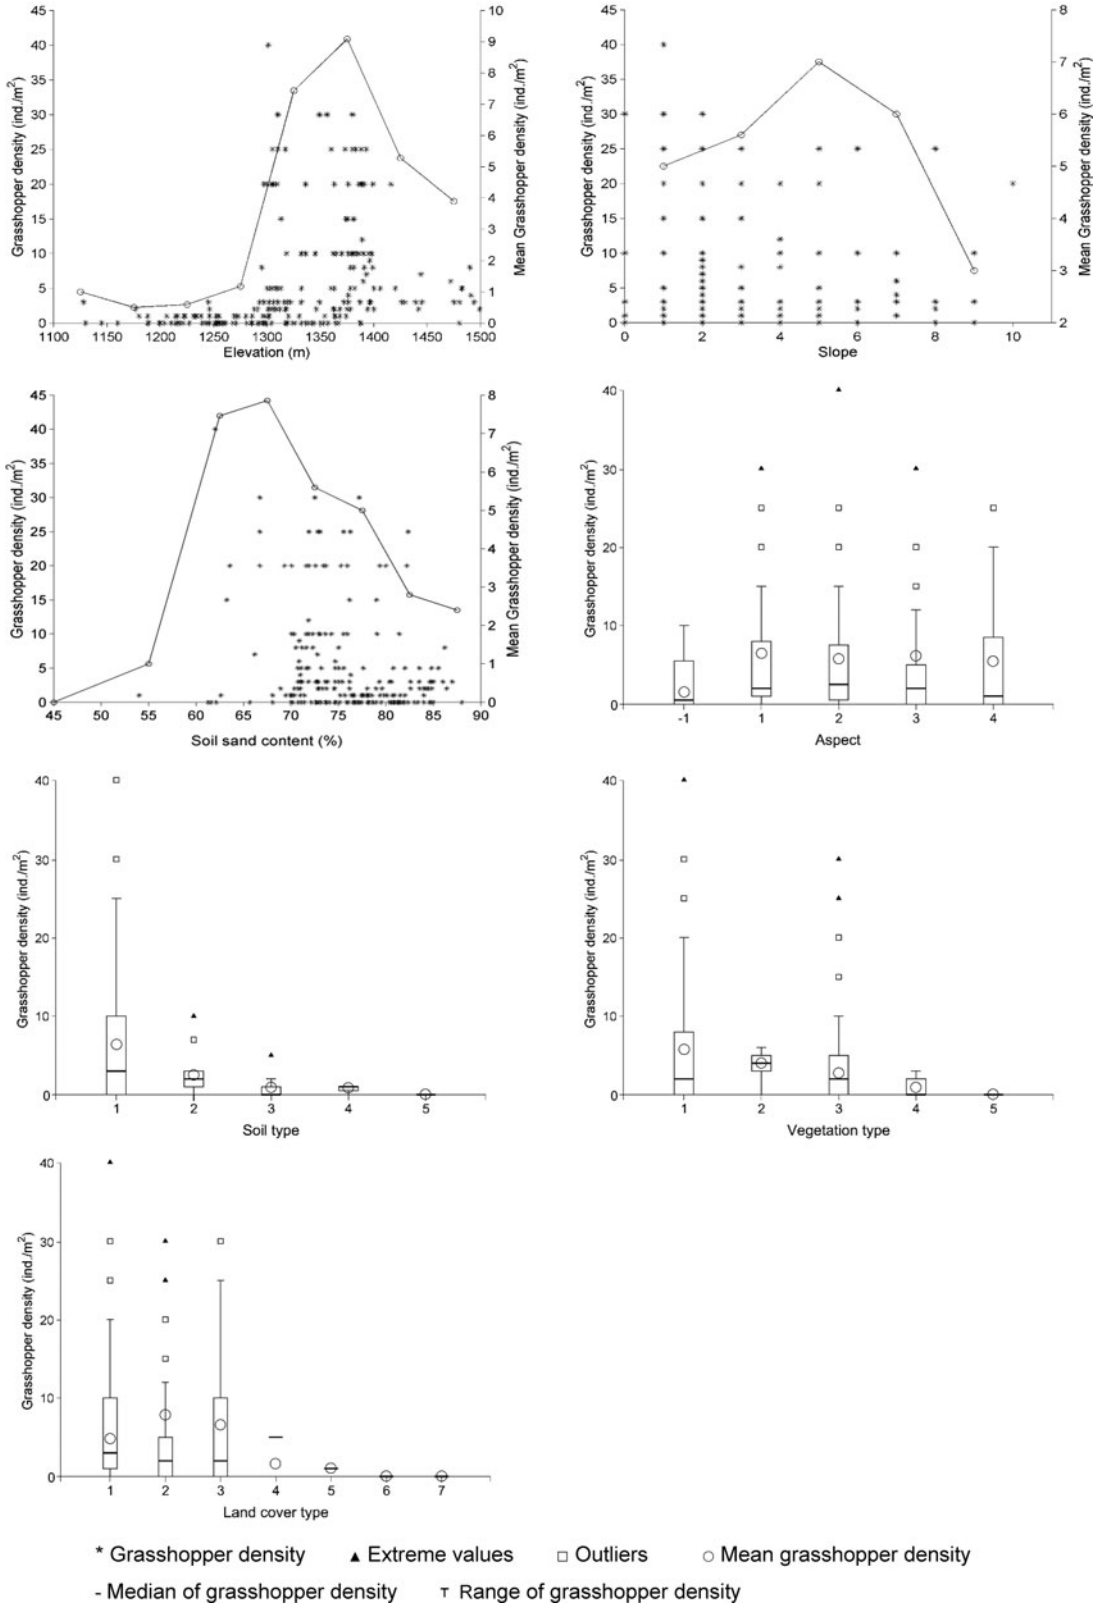 45
40
35
30
25
20
15
10
5
0
Grasshopper density (ind./m²)
10
9
8
7
6
5
4
3
2
1
0
Mean Grasshopper density (ind./m²)
1100 1150 1200 1250 1300 1350 1400 1450 1500
Elevation (m)
45
40
35
30
25
20
15
10
5
0
Grasshopper density (ind./m²)
8
7
6
5
4
3
2
Mean Grasshopper density (ind./m²)
0 2 4 6 8 10
Slope
45
40
35
30
25
20
15
10
5
0
Grasshopper density (ind./m²)
8
7
6
5
4
3
2
1
0
Mean Grasshopper density (ind./m²)
45 50 55 60 65 70 75 80 85 90
Soil sand content (%)
40
30
20
10
0
Grasshopper density (ind./m²)
-1 1 2 3 4
Aspect
40
30
20
10
0
Grasshopper density (ind./m²)
1 2 3 4 5
Soil type
40
30
20
10
0
Grasshopper density (ind./m²)
1 2 3 4 5
Vegetation type
40
30
20
10
0
Grasshopper density (ind./m²)
1 2 3 4 5 6 7
Land cover type
* Grasshopper density ▲ Extreme values □ Outliers ○ Mean grasshopper density
- Median of grasshopper density ┬ Range of grasshopper density